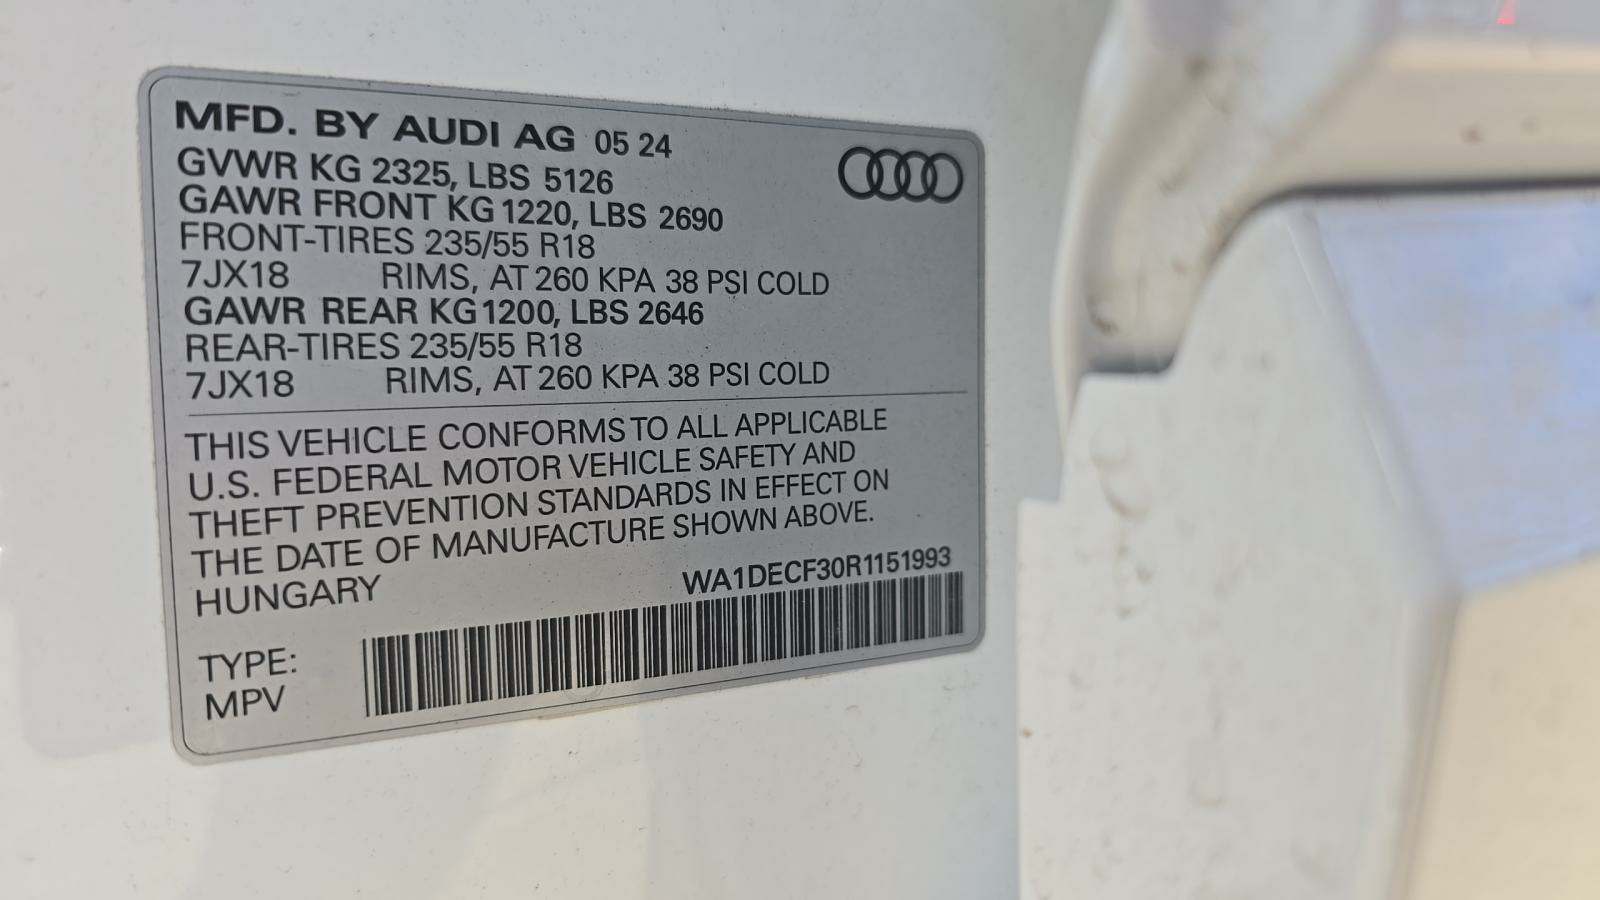 MFD. BY AUDI AG 05 24
GVWR KG 2325, LBS 5126
GAWR FRONT KG 1220, LBS 2690
FRONT-TIRES 235/55 R18
7JX18 RIMS, AT 260 KPA 38 PSI COLD
GAWR REAR KG 1200, LBS 2646
REAR-TIRES 235/55 R18
7JX18 RIMS, AT 260 KPA 38 PSI COLD
THIS VEHICLE CONFORMS TO ALL APPLICABLE
U.S. FEDERAL MOTOR VEHICLE SAFETY AND
THEFT PREVENTION STANDARDS IN EFFECT ON
THE DATE OF MANUFACTURE SHOWN ABOVE.
HUNGARY WA1DECF30R1151993
TYPE:
MPV